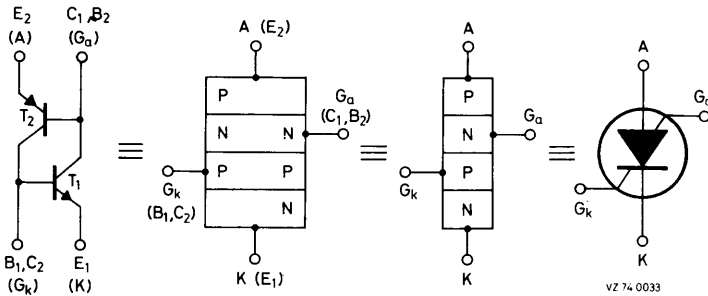 E₂ C₁,B₂
(A) (Gₐ)
T₂
T₁
B₁,C₂ E₁
(Gₖ) (K)
≡
A (E₂)
P
N N
Gₐ
(C₁,B₂)
P P
Gₖ
(B₁,C₂)
N
K (E₁)
≡
A
P
N
Gₐ
P
Gₖ
N
K
≡
A
Gₐ
Gₖ
K
VZ 74 0033